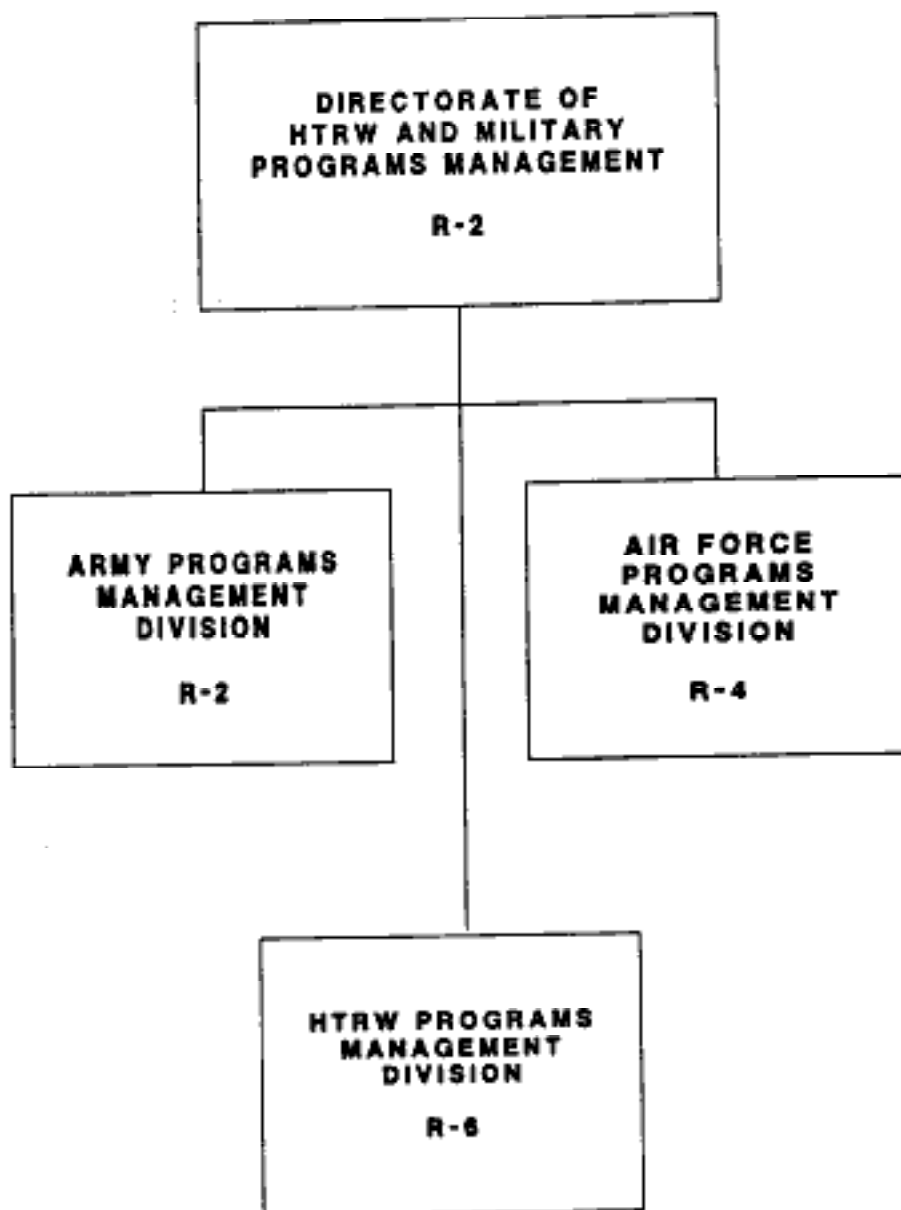 DIRECTORATE OF
HTRW AND MILITARY
PROGRAMS MANAGEMENT
R-2
ARMY PROGRAMS
MANAGEMENT
DIVISION
R-2
AIR FORCE
PROGRAMS
MANAGEMENT
DIVISION
R-4
HTRW PROGRAMS
MANAGEMENT
DIVISION
R-6